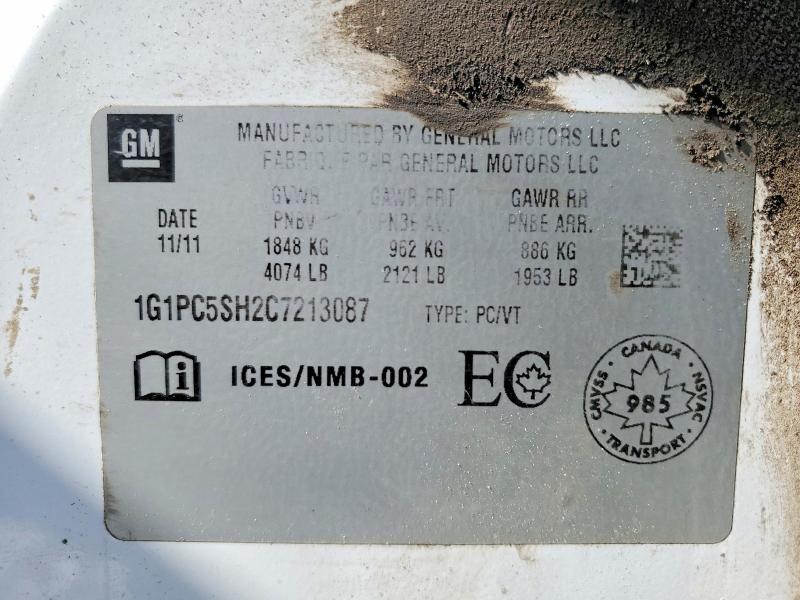 GM
MANUFACTURED BY GENERAL MOTORS LLC
FABRIQUE PAR GENERAL MOTORS LLC
GVWR GAWR FRT GAWR RR
DATE PNBV PNBE AV. PNBE ARR.
11/11 1848 KG 962 KG 886 KG
4074 LB 2121 LB 1953 LB
1G1PC5SH2C7213087 TYPE: PC/VT
i ICES/NMB-002 EC
CANADA
CMVSS 985 NSVAC
TRANSPORT